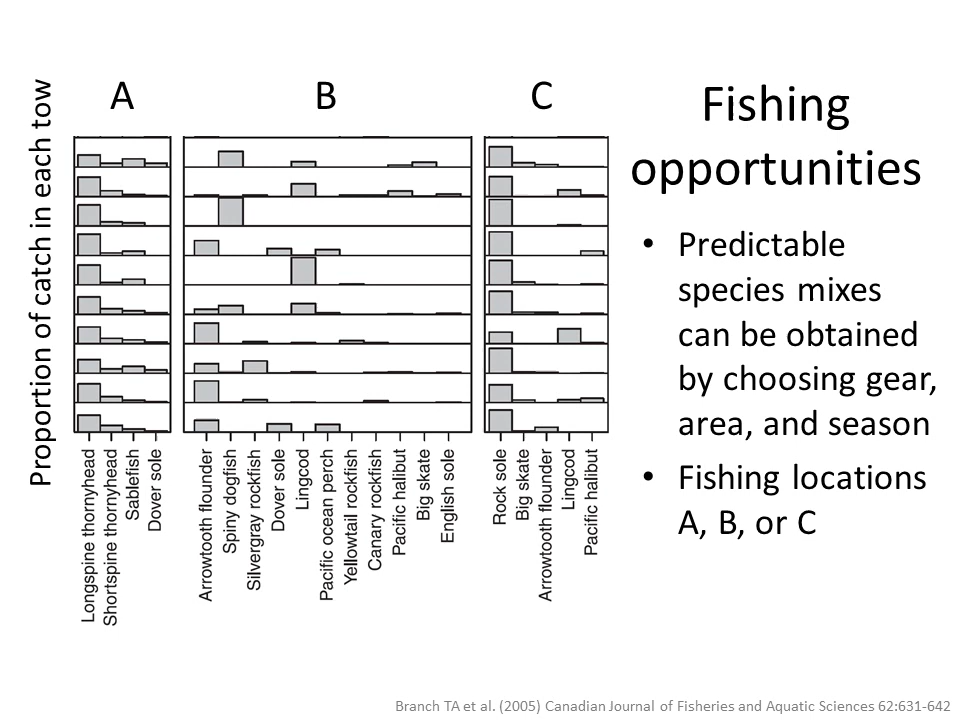 Proportion of catch in each tow
A
B
C
Longspine thornyhead
Shortspine thornyhead
Sablefish
Dover sole
Arrowtooth flounder
Spiny dogfish
Silvergray rockfish
Dover sole
Lingcod
Pacific ocean perch
Yellowtail rockfish
Canary rockfish
Pacific halibut
Big skate
English sole
Rock sole
Big skate
Arrowtooth flounder
Lingcod
Pacific halibut
Fishing
opportunities
• Predictable
species mixes
can be obtained
by choosing gear,
area, and season
• Fishing locations
A, B, or C
Branch TA et al. (2005) Canadian Journal of Fisheries and Aquatic Sciences 62:631-642